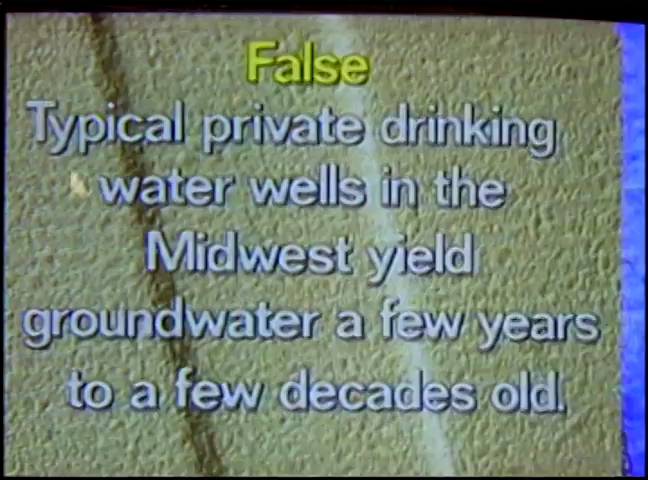 False
Typical private drinking
water wells in the
Midwest yield
groundwater a few years
to a few decades old.